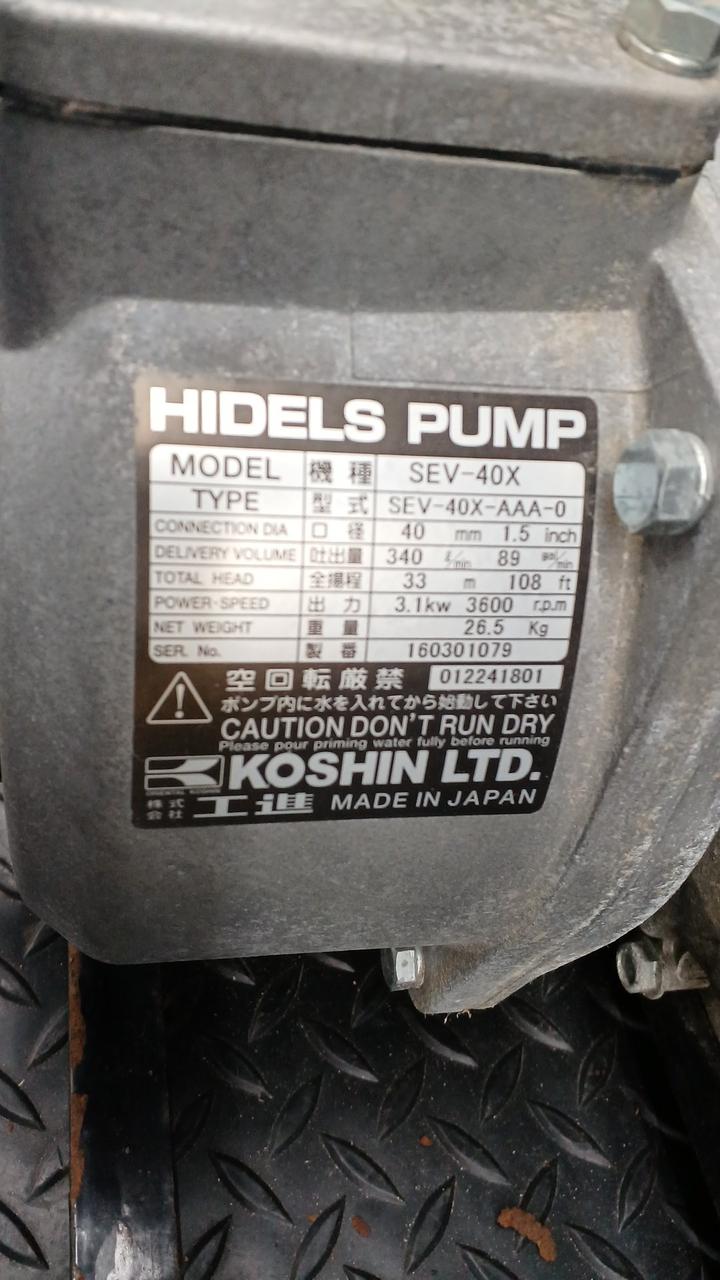 HIDELS PUMP
MODEL 機種 SEV-40X
TYPE 型式 SEV-40X-AAA-0
CONNECTION DIA 口径 40 mm 1.5 inch
DELIVERY VOLUME 吐出量 340 ℓ/min 89 gal/min
TOTAL HEAD 全揚程 33 m 108 ft
POWER-SPEED 出力 3.1kw 3600 r.p.m
NET WEIGHT 重量 26.5 Kg
SER. No. 製番 160301079
空回転厳禁 012241801
ポンプ内に水を入れてから始動して下さい
CAUTION DON'T RUN DRY
Please pour priming water fully before running
KOSHIN LTD.
株式会社 工進 MADE IN JAPAN